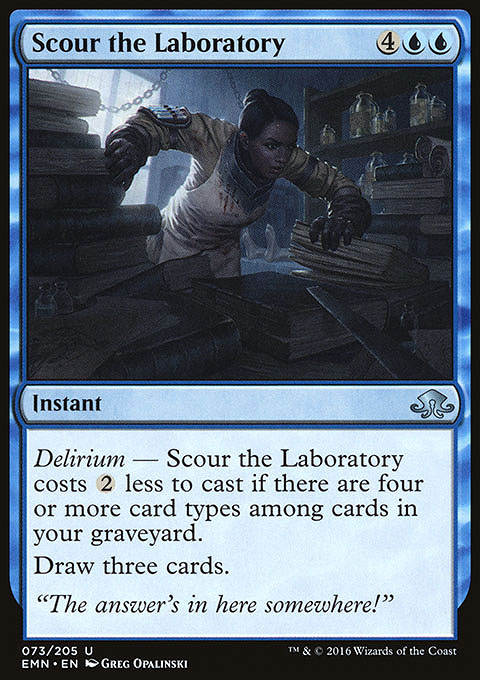 Scour the Laboratory 4
Instant
Delirium — Scour the Laboratory
costs 2 less to cast if there are four
or more card types among cards in
your graveyard.
Draw three cards.
“The answer’s in here somewhere!”
073/205 U
EMN • EN Greg Opalinski
™ & © 2016 Wizards of the Coast